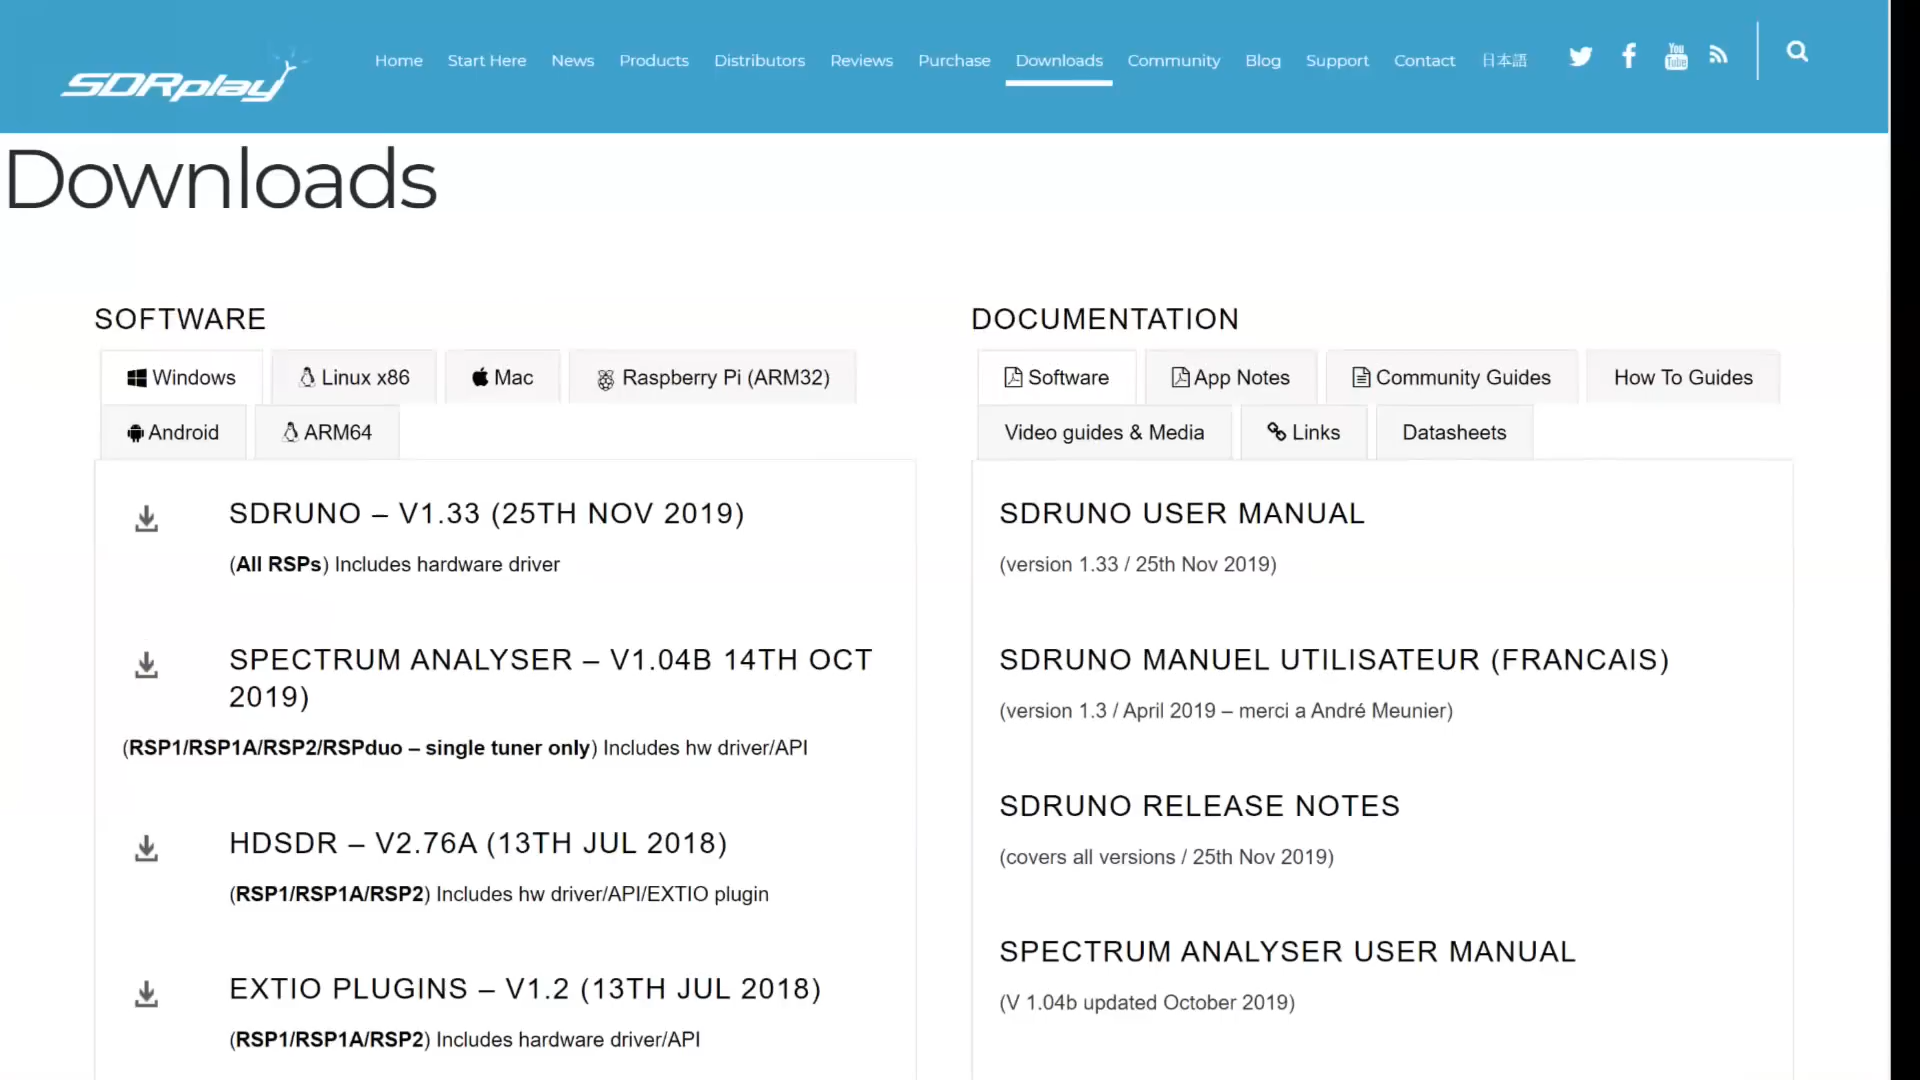 SDRplay
Home Start Here News Products Distributors Reviews Purchase Downloads Community Blog Support Contact 日本語
You
Tube
Downloads
SOFTWARE
Windows Linux x86 Mac Raspberry Pi (ARM32)
Android ARM64
SDRUNO – V1.33 (25TH NOV 2019)
(All RSPs) Includes hardware driver
SPECTRUM ANALYSER – V1.04B 14TH OCT
2019)
(RSP1/RSP1A/RSP2/RSPduo – single tuner only) Includes hw driver/API
HDSDR – V2.76A (13TH JUL 2018)
(RSP1/RSP1A/RSP2) Includes hw driver/API/EXTIO plugin
EXTIO PLUGINS – V1.2 (13TH JUL 2018)
(RSP1/RSP1A/RSP2) Includes hardware driver/API
DOCUMENTATION
Software App Notes Community Guides How To Guides
Video guides & Media Links Datasheets
SDRUNO USER MANUAL
(version 1.33 / 25th Nov 2019)
SDRUNO MANUEL UTILISATEUR (FRANCAIS)
(version 1.3 / April 2019 – merci a André Meunier)
SDRUNO RELEASE NOTES
(covers all versions / 25th Nov 2019)
SPECTRUM ANALYSER USER MANUAL
(V 1.04b updated October 2019)